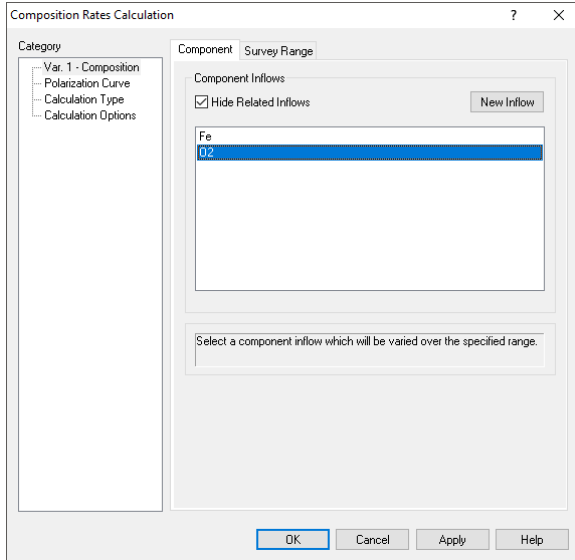 Composition Rates Calculation
?
Category
Var. 1 - Composition
Polarization Curve
Calculation Type
Calculation Options
Component
Survey Range
Component Inflows
Hide Related Inflows
New Inflow
Fe
O2
Select a component inflow which will be varied over the specified range.
OK
Cancel
Apply
Help